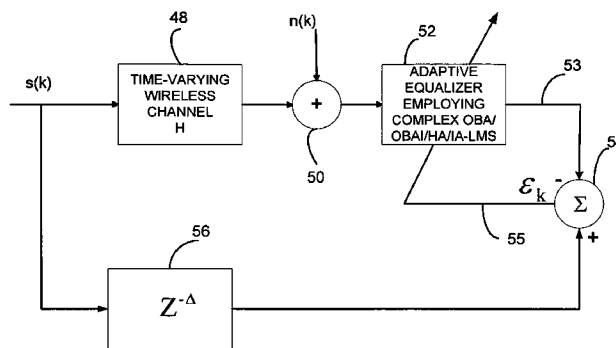 48
n(k)
52
s(k)
TIME-VARYING
WIRELESS
CHANNEL
H
+
50
ADAPTIVE
EQUALIZER
EMPLOYING
COMPLEX OBA/
OBAI/HA/IA-LMS
53
-
εk
Σ
+
55
56
Z-Δ